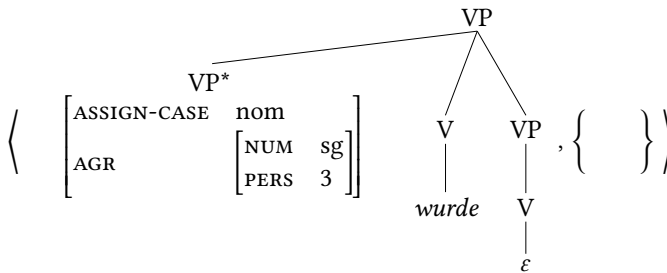 VP
VP*
⟨ [ASSIGN-CASE nom
AGR [NUM sg
PERS 3]]
V VP , { } ⟩
wurde V
ε